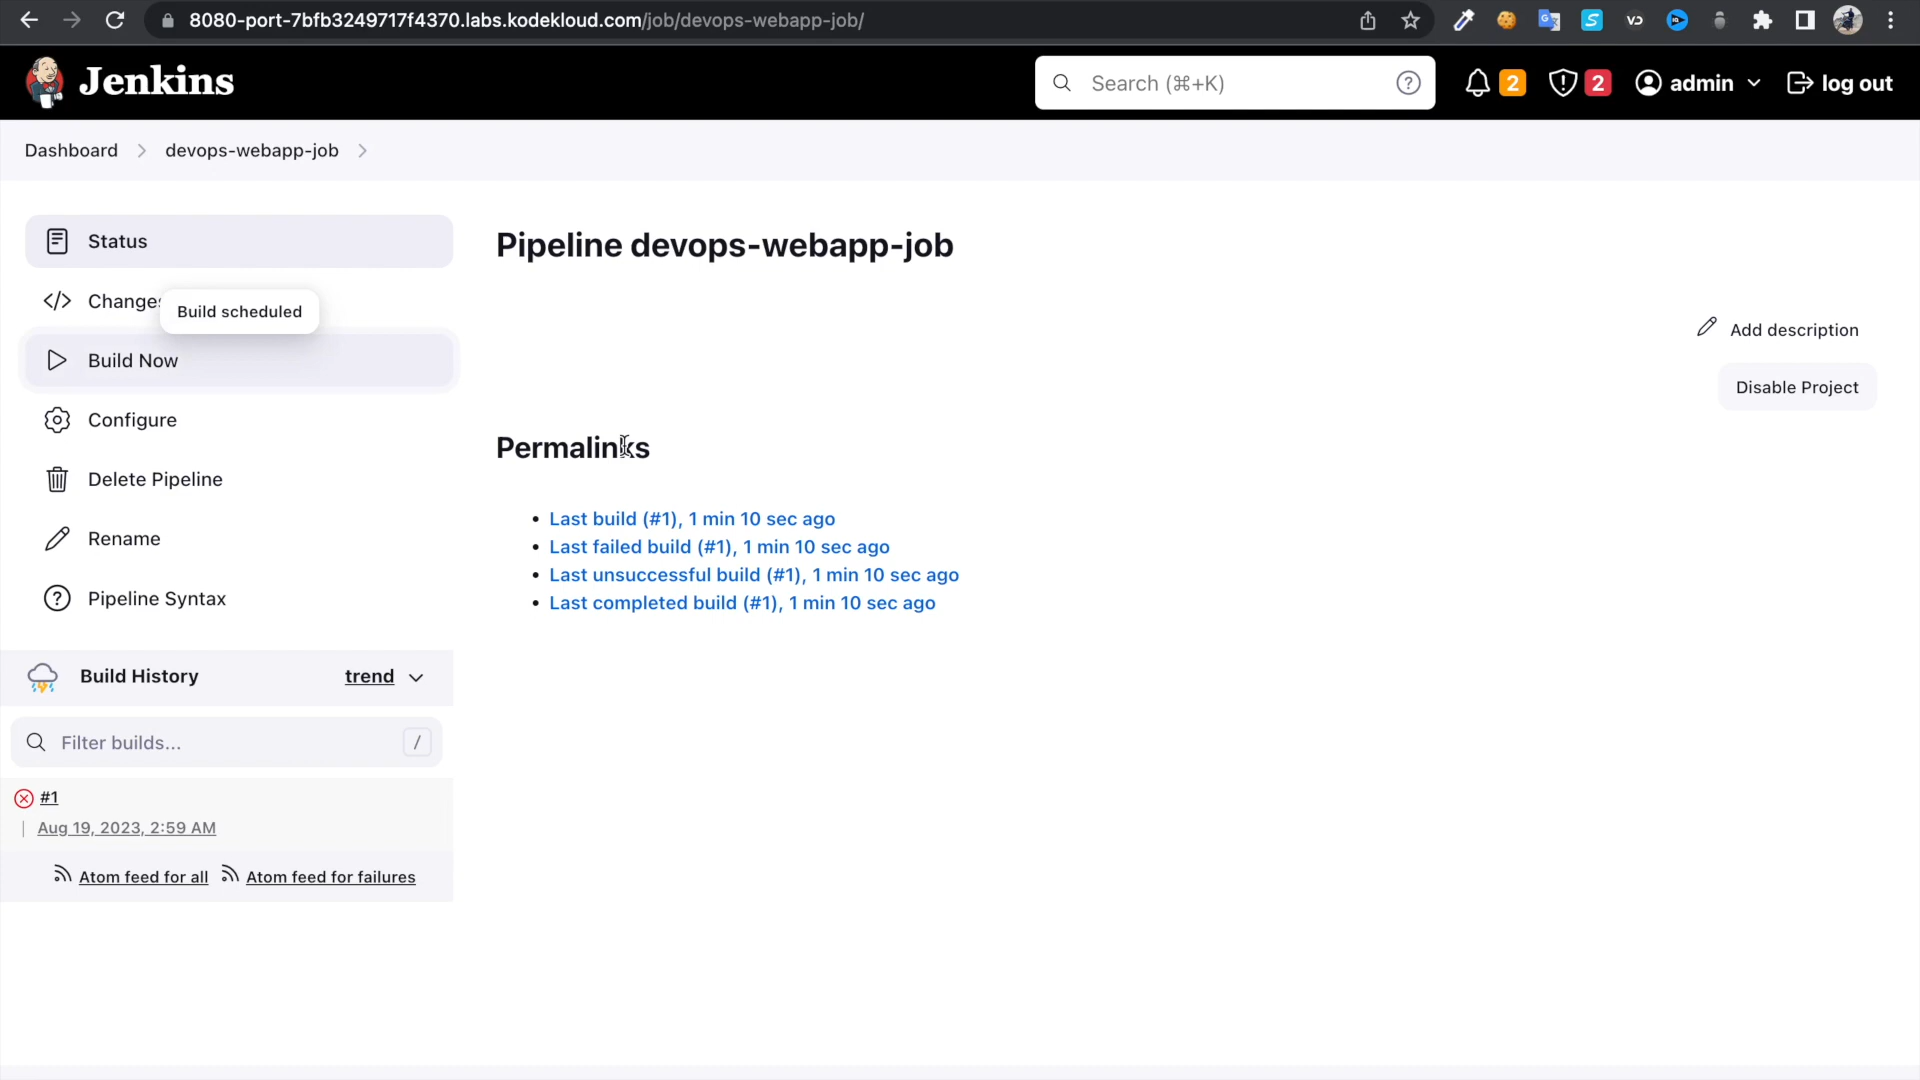 8080-port-7bfb3249717f4370.labs.kodekloud.com/job/devops-webapp-job/
Jenkins
Search (⌘+K)
2
2
admin
log out
Dashboard
devops-webapp-job
Status
Changes
Build scheduled
Build Now
Configure
Delete Pipeline
Rename
Pipeline Syntax
Build History
trend
Filter builds...
/
#1
Aug 19, 2023, 2:59 AM
Atom feed for all
Atom feed for failures
Pipeline devops-webapp-job
Add description
Disable Project
Permalinks
Last build (#1), 1 min 10 sec ago
Last failed build (#1), 1 min 10 sec ago
Last unsuccessful build (#1), 1 min 10 sec ago
Last completed build (#1), 1 min 10 sec ago